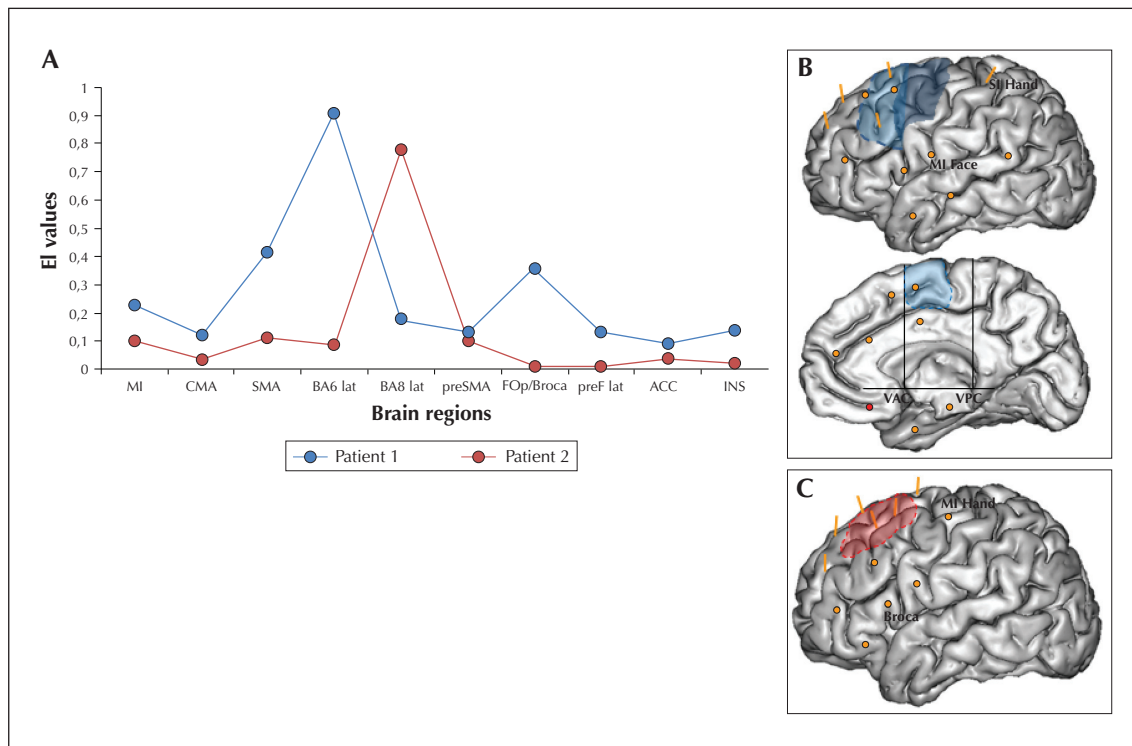 A
1
0,9
0,8
0,7
0,6
0,5
0,4
0,3
0,2
0,1
0
EI values
MI CMA SMA BA6 lat BA8 lat preSMA FOp/Broca preF lat ACC INS
Brain regions
Patient 1 Patient 2
B
SI Hand
MI Face
VAC VPC
C
MI Hand
Broca